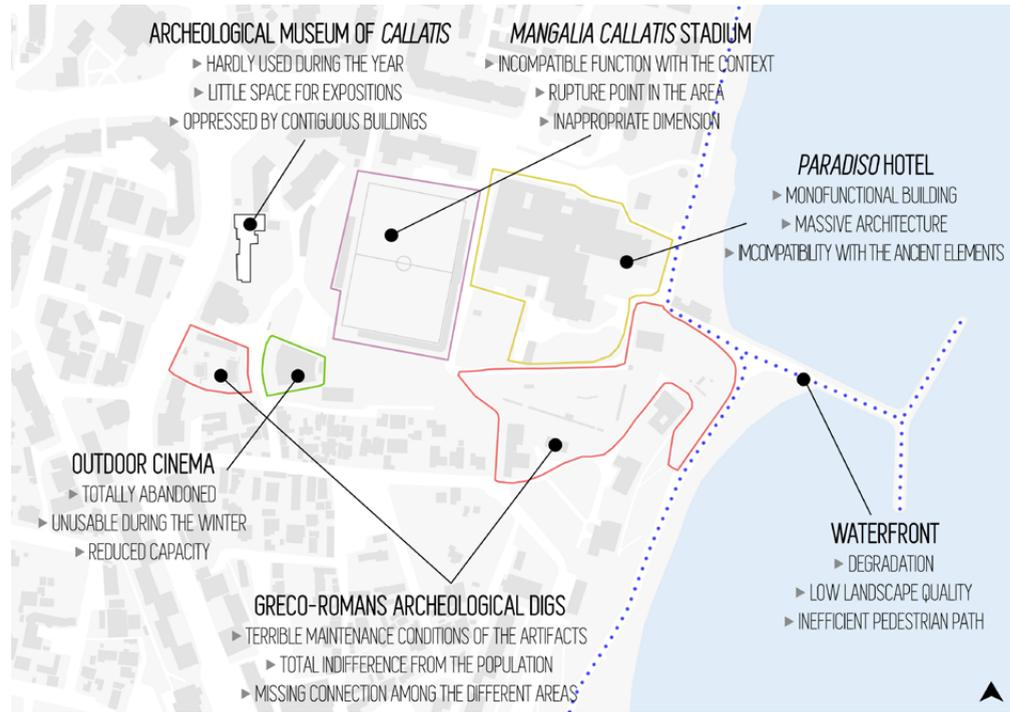 ARCHEOLOGICAL MUSEUM OF CALLATIS
HARDLY USED DURING THE YEAR
LITTLE SPACE FOR EXPOSITIONS
OPPRESSED BY CONTIGUOUS BUILDINGS
MANGALIA CALLATIS STADIUM
INCOMPATIBLE FUNCTION WITH THE CONTEXT
RUPTURE POINT IN THE AREA
INAPPROPRIATE DIMENSION
PARADISO HOTEL
MONOFUNCTIONAL BUILDING
MASSIVE ARCHITECTURE
INCOMPATIBILITY WITH THE ANCIENT ELEMENTS
OUTDOOR CINEMA
TOTALLY ABANDONED
UNUSABLE DURING THE WINTER
REDUCED CAPACITY
WATERFRONT
DEGRADATION
LOW LANDSCAPE QUALITY
INEFFICIENT PEDESTRIAN PATH
GRECO-ROMANS ARCHEOLOGICAL DIGS
TERRIBLE MAINTENANCE CONDITIONS OF THE ARTIFACTS
TOTAL INDIFFERENCE FROM THE POPULATION
MISSING CONNECTION AMONG THE DIFFERENT AREAS